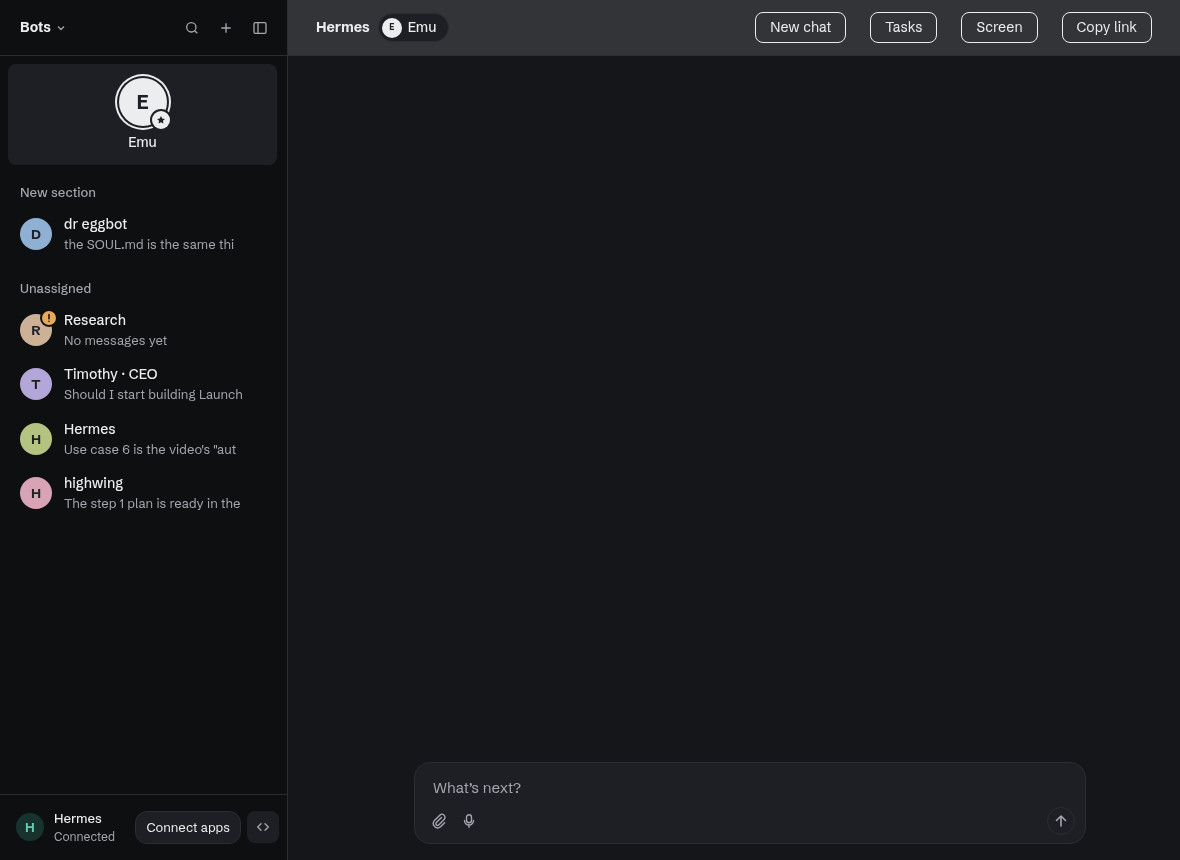 Bots
Hermes E Emu
New chat
Tasks
Screen
Copy link
E
Emu
New section
D
dr eggbot
the SOUL.md is the same thi
Unassigned
R !
Research
No messages yet
T
Timothy · CEO
Should I start building Launch
H
Hermes
Use case 6 is the video's "aut
H
highwing
The step 1 plan is ready in the
What's next?
H
Hermes
Connected
Connect apps